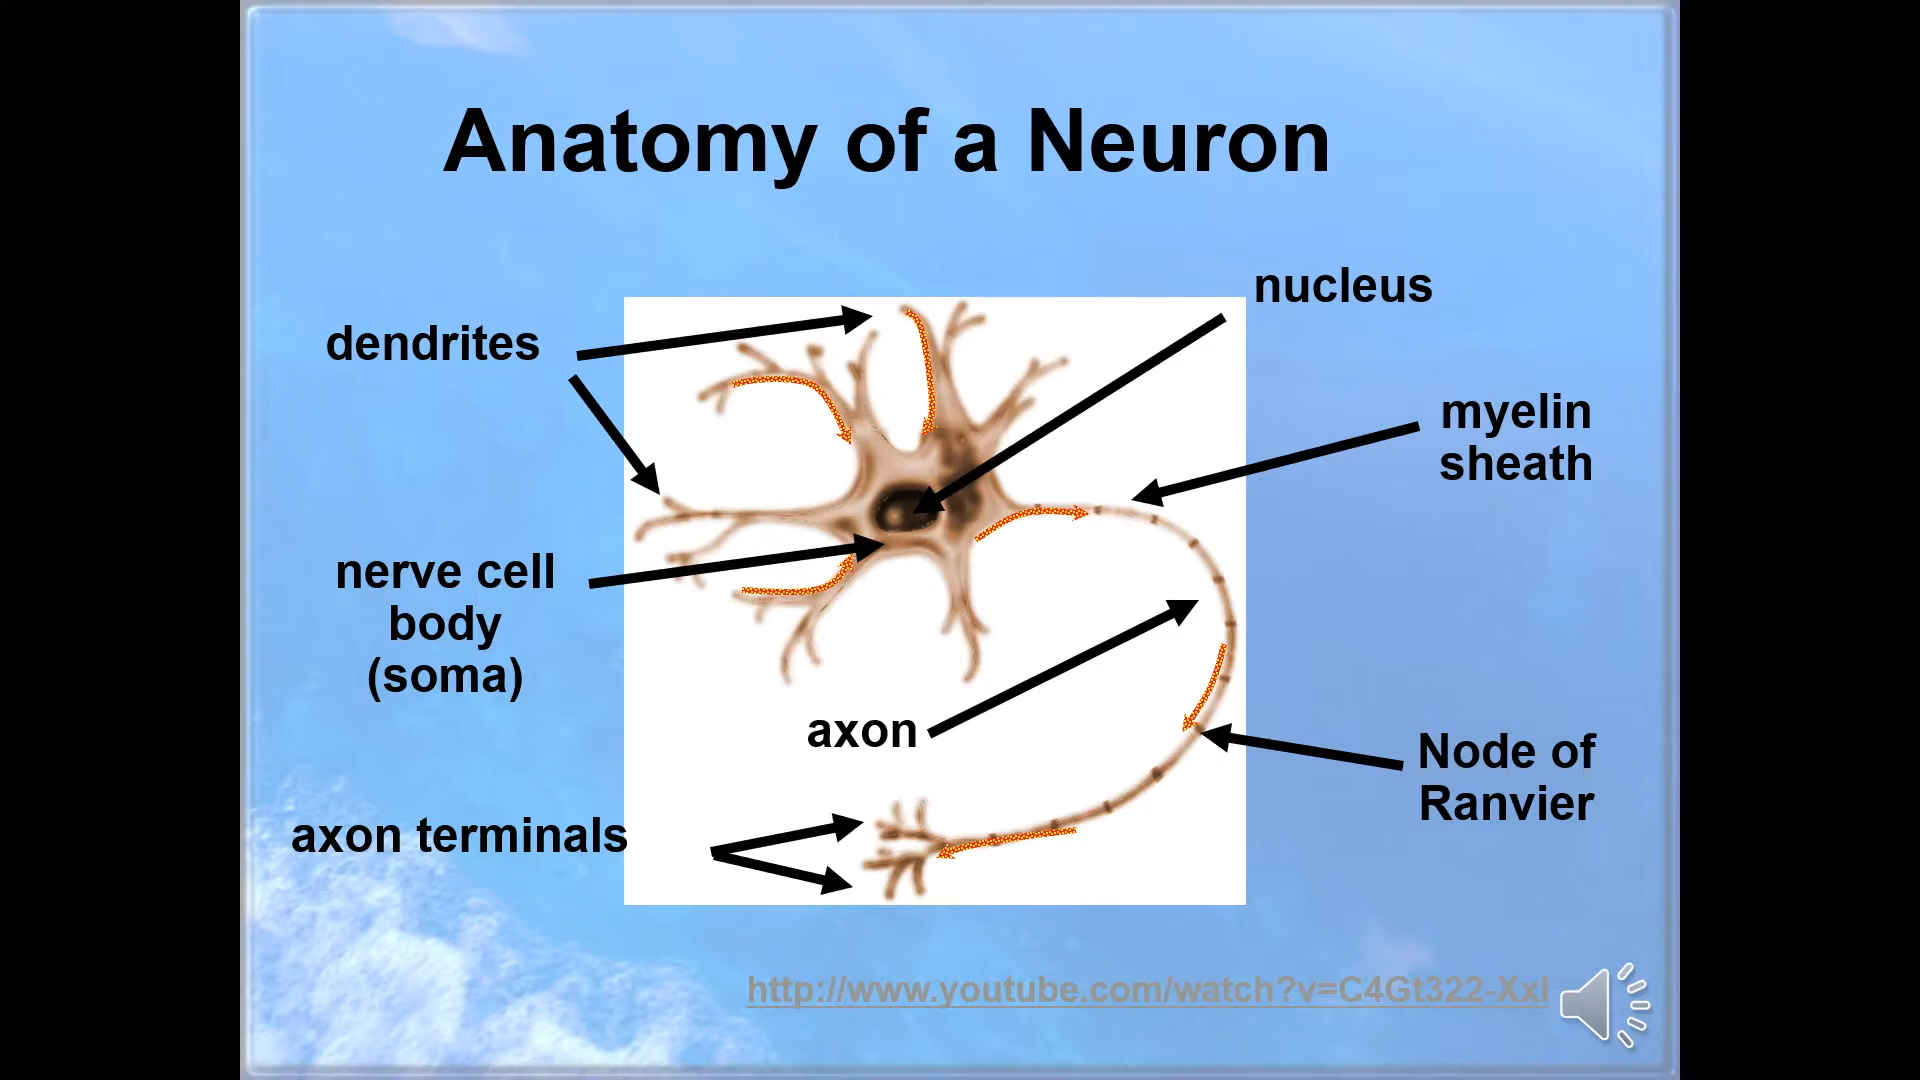 Anatomy of a Neuron
nucleus
dendrites
myelin
sheath
nerve cell
body
(soma)
axon
Node of
Ranvier
axon terminals
http://www.youtube.com/watch?v=C4Gt322-XxI